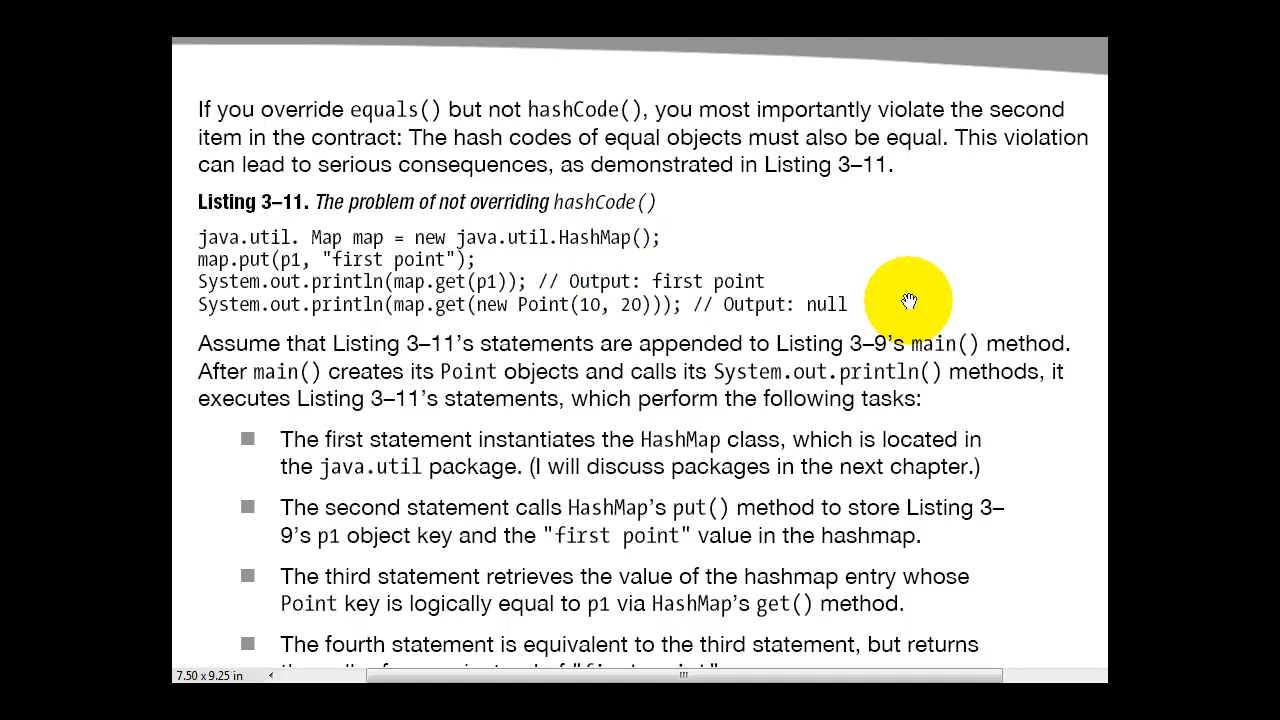 If you override equals() but not hashCode(), you most importantly violate the second
item in the contract: The hash codes of equal objects must also be equal. This violation
can lead to serious consequences, as demonstrated in Listing 3–11.
Listing 3–11. The problem of not overriding hashCode()
java.util. Map map = new java.util.HashMap();
map.put(p1, "first point");
System.out.println(map.get(p1)); // Output: first point
System.out.println(map.get(new Point(10, 20))); // Output: null
Assume that Listing 3–11’s statements are appended to Listing 3–9’s main() method.
After main() creates its Point objects and calls its System.out.println() methods, it
executes Listing 3–11’s statements, which perform the following tasks:
The first statement instantiates the HashMap class, which is located in
the java.util package. (I will discuss packages in the next chapter.)
The second statement calls HashMap’s put() method to store Listing 3–
9’s p1 object key and the "first point" value in the hashmap.
The third statement retrieves the value of the hashmap entry whose
Point key is logically equal to p1 via HashMap’s get() method.
The fourth statement is equivalent to the third statement, but returns
7.50 x 9.25 in